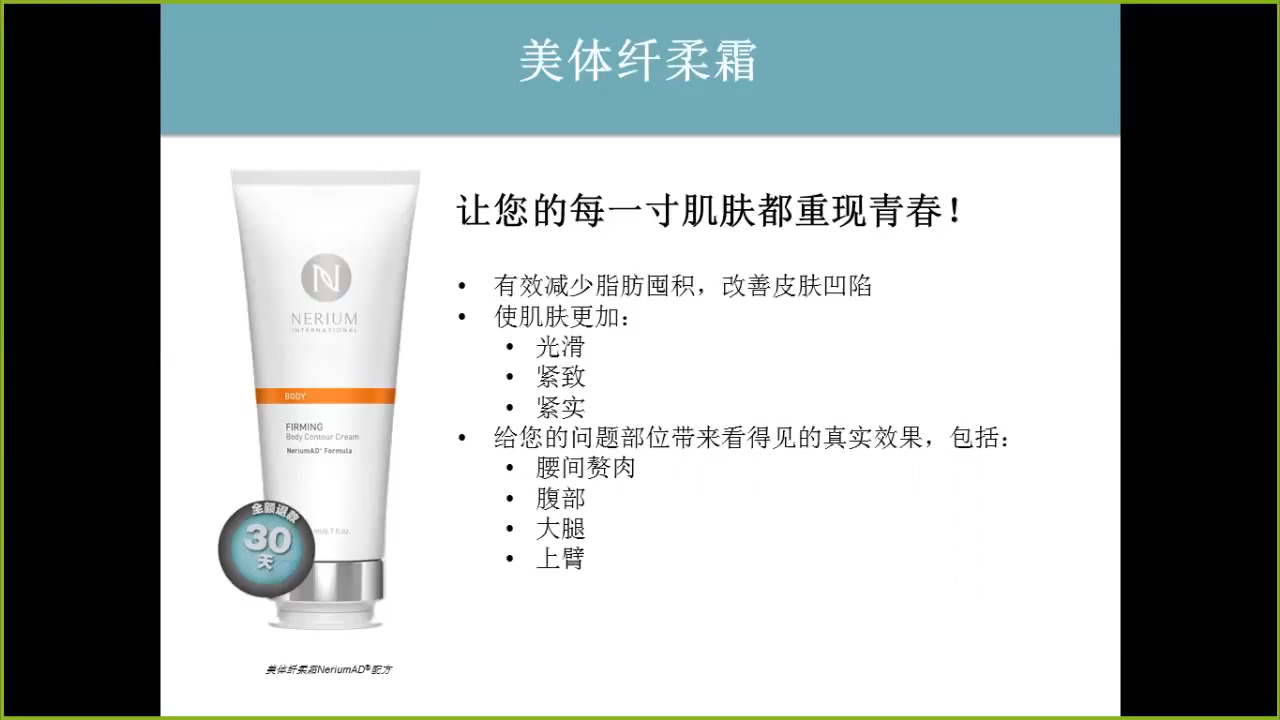 美体纤柔霜
让您的每一寸肌肤都重现青春！
• 有效减少脂肪囤积，改善皮肤凹陷
• 使肌肤更加：
• 光滑
• 紧致
• 紧实
• 给您的问题部位带来看得见的真实效果，包括：
• 腰间赘肉
• 腹部
• 大腿
• 上臂
N
NERIUM
INTERNATIONAL
BODY
FIRMING
Body Contour Cream
NeriumAD® Formula
6.7 fl.oz.
全额退款
30
天
美体纤柔霜NeriumAD®配方